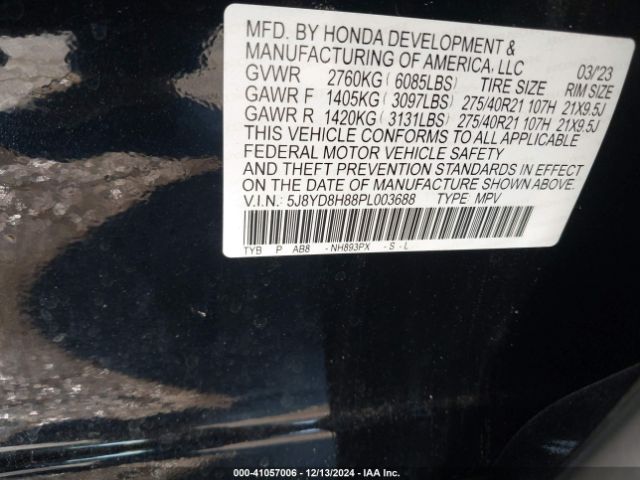 MFD. BY HONDA DEVELOPMENT &
MANUFACTURING OF AMERICA, LLC 03/'23
GVWR 2760KG (6085LBS) TIRE SIZE RIM SIZE
GAWR F 1405KG (3097LBS) 275/40R21 107H 21X9.5J
GAWR R 1420KG (3131LBS) 275/40R21 107H 21X9.5J
THIS VEHICLE CONFORMS TO ALL APPLICABLE
FEDERAL MOTOR VEHICLE SAFETY
AND THEFT PREVENTION STANDARDS IN EFFECT
ON THE DATE OF MANUFACTURE SHOWN ABOVE.
V.I.N.: 5J8YD8H88PL003688 TYPE: MPV
TYB P AB8 -NH893PX -S-L
000-41057006 | 12/13/2024 - IAA Inc.